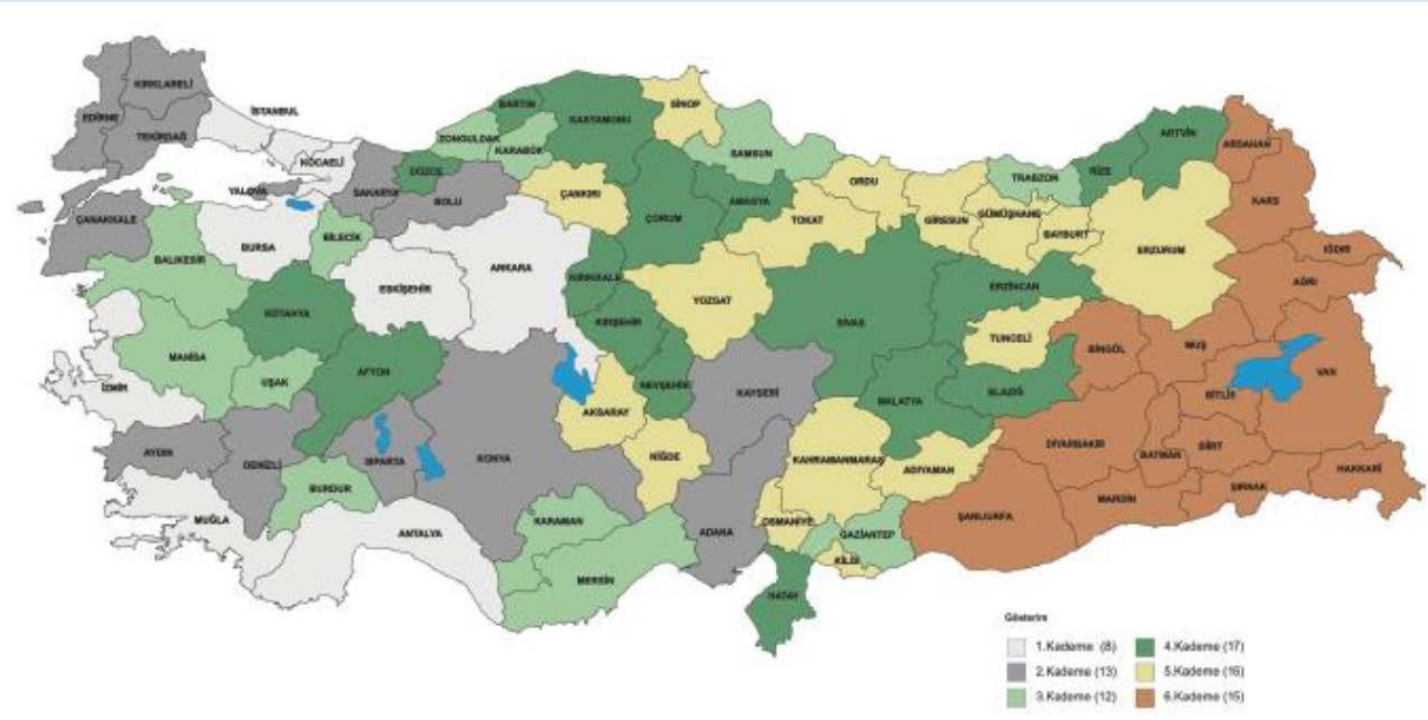 KIRKLARELİ
EDİRNE
TEKİRDAĞ
İSTANBUL
KOCAELİ
YALOVA
SAKARYA
DÜZCE
BOLU
ZONGULDAK
BARTIN
KARABÜK
KASTAMONU
SİNOP
SAMSUN
ÇANKIRI
ÇORUM
AMASYA
TOKAT
ORDU
GİRESUN
GÜMÜŞHANE
TRABZON
BAYBURT
RİZE
ARTVİN
ARDAHAN
KARS
IĞDIR
AĞRI
ERZURUM
ÇANAKKALE
BALIKESİR
BURSA
BİLECİK
ESKİŞEHİR
ANKARA
KIRIKKALE
KIRŞEHİR
YOZGAT
SİVAS
ERZİNCAN
TUNCELİ
BİNGÖL
MUŞ
BİTLİS
VAN
KÜTAHYA
MANİSA
UŞAK
AFYON
İZMİR
AYDIN
DENİZLİ
ISPARTA
BURDUR
KONYA
AKSARAY
NEVŞEHİR
NİĞDE
KAYSERİ
MALATYA
ELAZIĞ
KAHRAMANMARAŞ
ADIYAMAN
DİYARBAKIR
BATMAN
SİİRT
HAKKARİ
ŞIRNAK
MARDİN
ŞANLIURFA
MUĞLA
ANTALYA
KARAMAN
MERSİN
ADANA
OSMANİYE
GAZİANTEP
KİLİS
HATAY
Gösterim
1.Kademe (8)
2.Kademe (13)
3.Kademe (12)
4.Kademe (17)
5.Kademe (16)
6.Kademe (15)